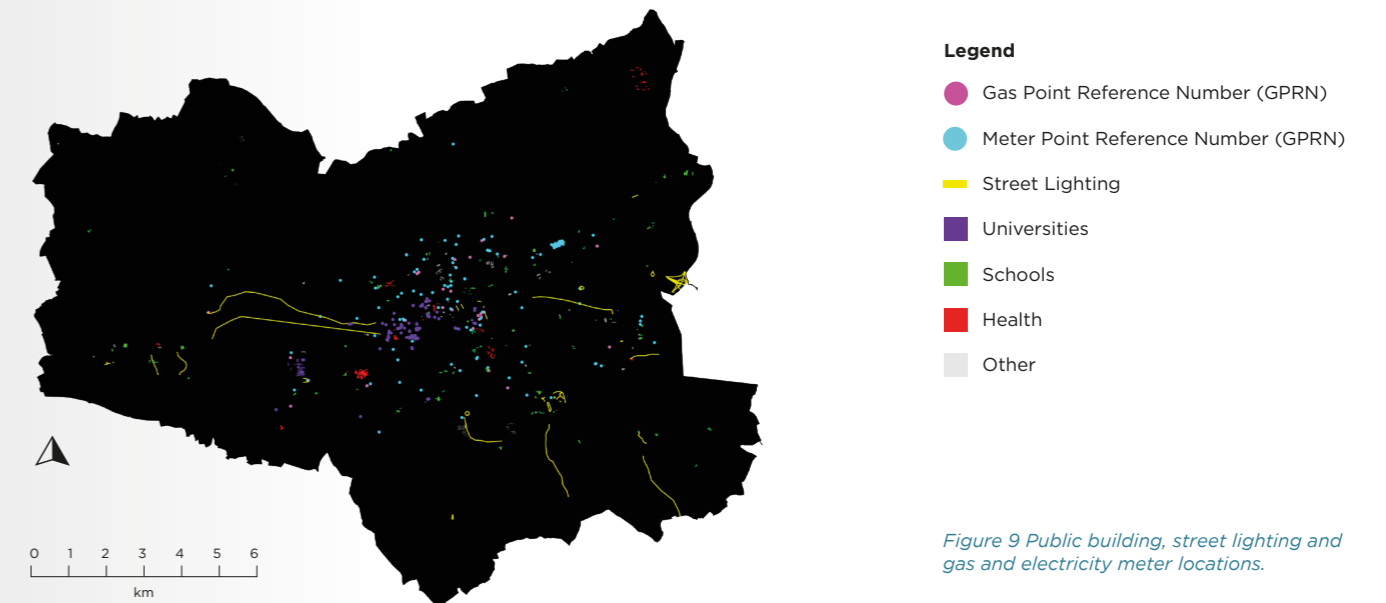 Legend
Gas Point Reference Number (GPRN)
Meter Point Reference Number (GPRN)
Street Lighting
Universities
Schools
Health
Other
0 1 2 3 4 5 6
km
Figure 9 Public building, street lighting and
gas and electricity meter locations.